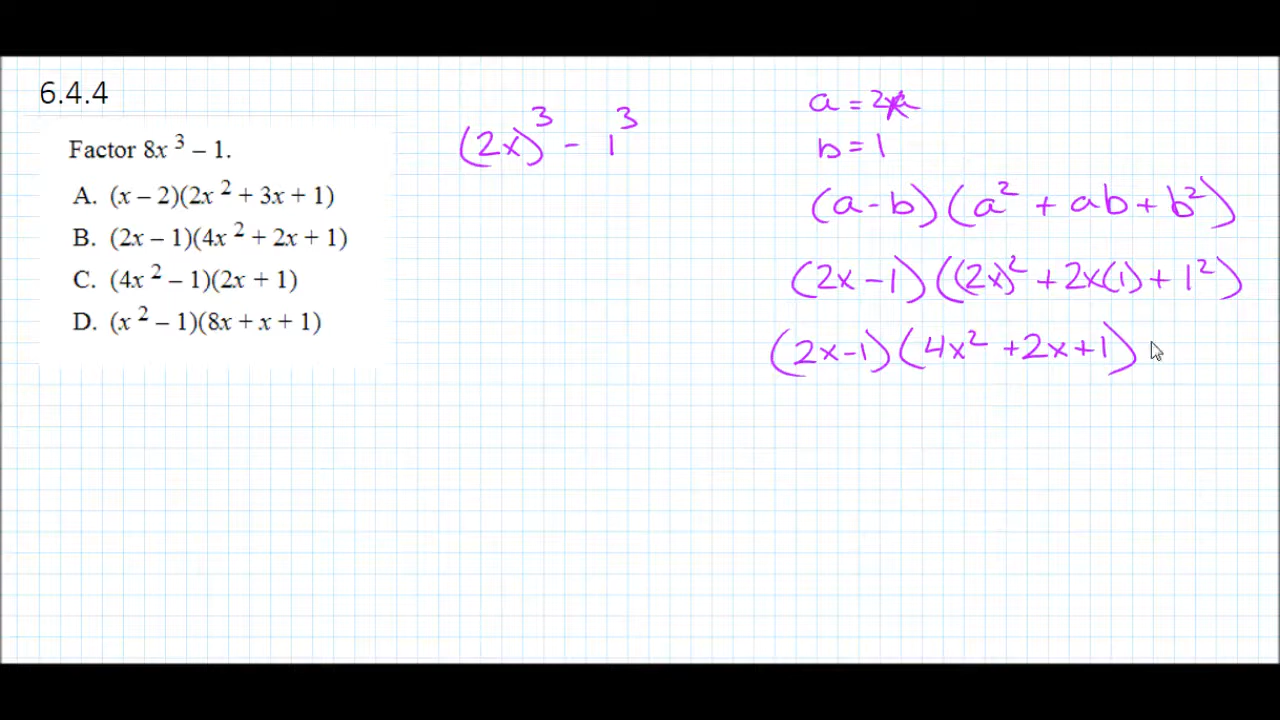 6.4.4
Factor 8x³ – 1.
A. (x – 2)(2x² + 3x + 1)
B. (2x – 1)(4x² + 2x + 1)
C. (4x² – 1)(2x + 1)
D. (x² – 1)(8x + x + 1)
(2x)³ - 1³
a = 2x
b = 1
(a-b)(a² + ab + b²)
(2x - 1)((2x)² + 2x(1) + 1²)
(2x-1)(4x² +2x+1)